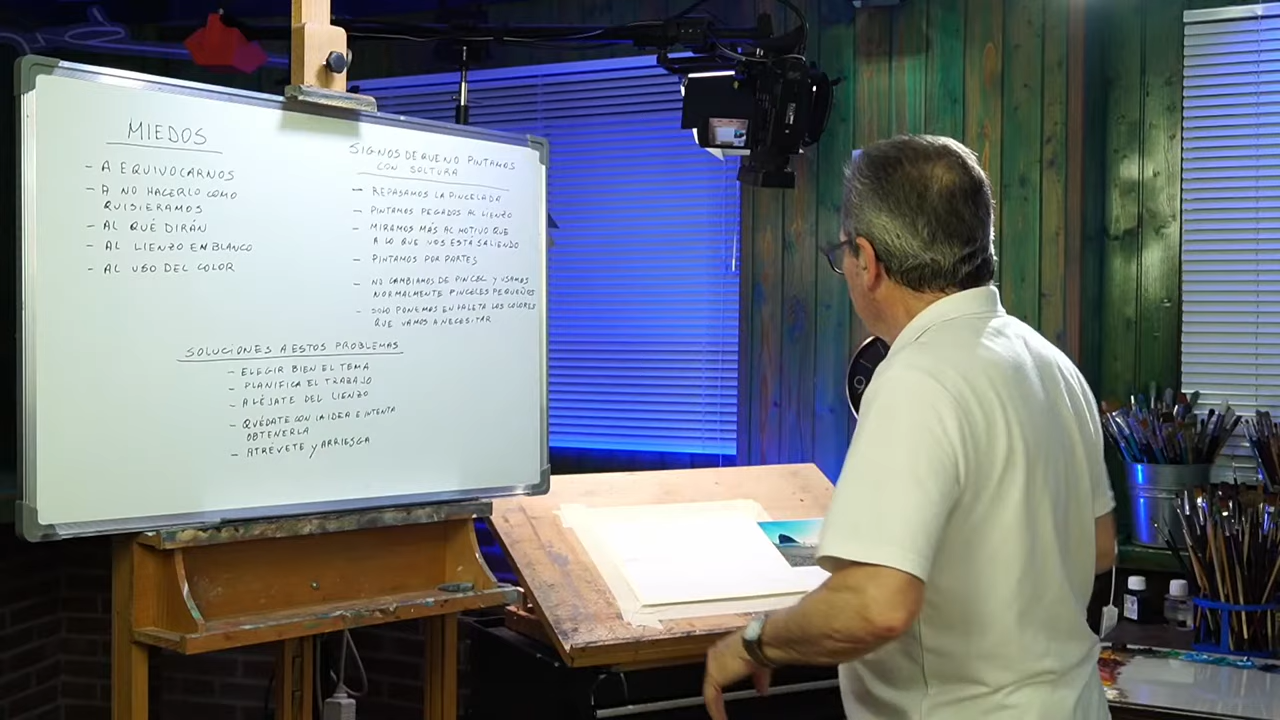 MIEDOS
- A EQUIVOCARNOS
- A NO HACERLO COMO
QUISIERAMOS
- AL QUÉ DIRÁN
- AL LIENZO EN BLANCO
- AL USO DEL COLOR
SIGNOS DE QUE NO PINTAMOS
CON SOLTURA
- REPASAMOS LA PINCELADA
- PINTAMOS PEGADOS AL LIENZO
- MIRAMOS MÁS AL MOTIVO QUE
A LO QUE NOS ESTÁ SALIENDO
- PINTAMOS POR PARTES
- NO CAMBIAMOS DE PINCEL Y USAMOS
NORMALMENTE PINCELES PEQUEÑOS
- SOLO PONEMOS EN PALETA LOS COLORES
QUE VAMOS A NECESITAR
SOLUCIONES A ESTOS PROBLEMAS
- ELEGIR BIEN EL TEMA
- PLANIFICA EL TRABAJO
- ALÉJATE DEL LIENZO
- QUÉDATE CON LA IDEA E INTENTA
OBTENERLA
- ATRÉVETE Y ARRIESGA
9